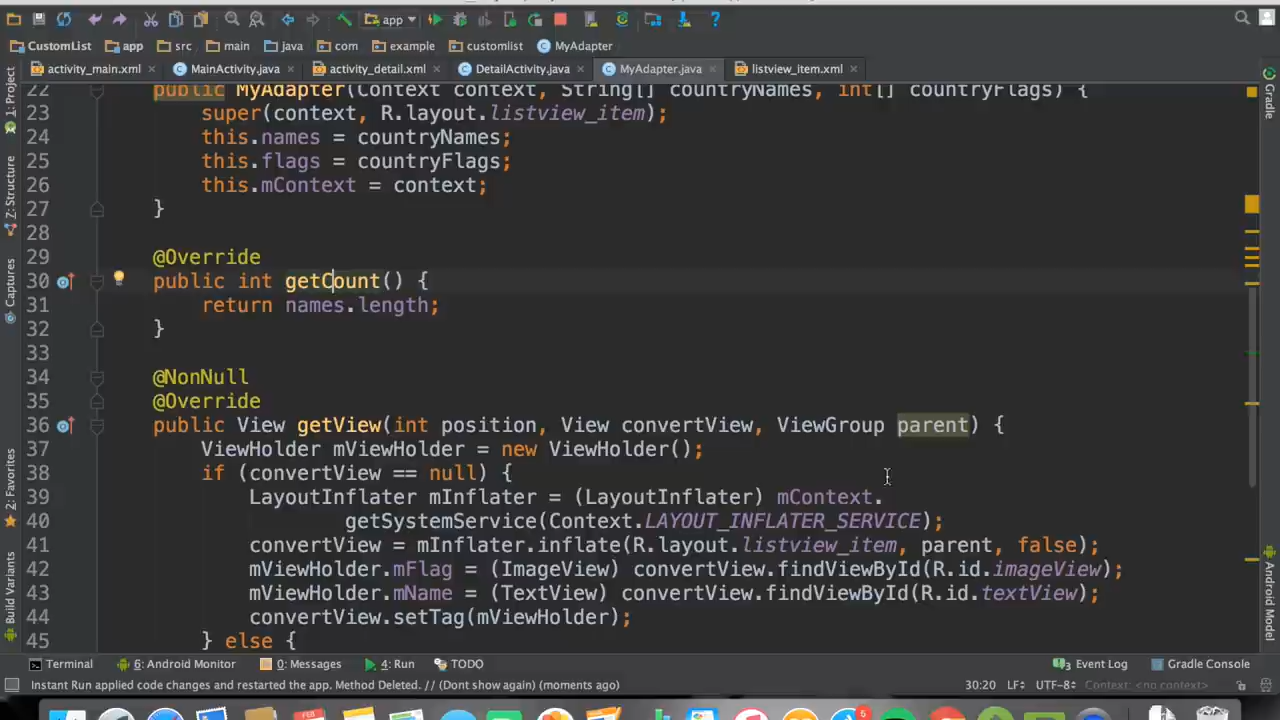 app
CustomList app src main java com example customlist MyAdapter
activity_main.xml MainActivity.java activity_detail.xml DetailActivity.java MyAdapter.java listview_item.xml
22 public MyAdapter(Context context, String[] countryNames, int[] countryFlags) {
23 super(context, R.layout.listview_item);
24 this.names = countryNames;
25 this.flags = countryFlags;
26 this.mContext = context;
27 }
28
29 @Override
30 public int getCount() {
31 return names.length;
32 }
33
34 @NonNull
35 @Override
36 public View getView(int position, View convertView, ViewGroup parent) {
37 ViewHolder mViewHolder = new ViewHolder();
38 if (convertView == null) {
39 LayoutInflater mInflater = (LayoutInflater) mContext.
40 getSystemService(Context.LAYOUT_INFLATER_SERVICE);
41 convertView = mInflater.inflate(R.layout.listview_item, parent, false);
42 mViewHolder.mFlag = (ImageView) convertView.findViewById(R.id.imageView);
43 mViewHolder.mName = (TextView) convertView.findViewById(R.id.textView);
44 convertView.setTag(mViewHolder);
45 } else {
1: Project
Z: Structure
Captures
2: Favorites
Build Variants
Gradle
Android Model
Terminal 6: Android Monitor 0: Messages 4: Run TODO Event Log Gradle Console
Instant Run applied code changes and restarted the app. Method Deleted. // (Dont show again) (moments ago) 30:20 LF÷ UTF-8÷ Context: <no context>
FEB 5